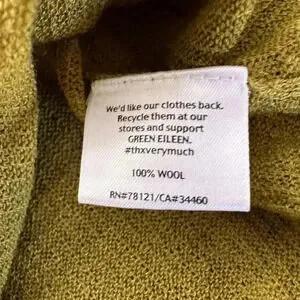 We'd like our clothes back.
Recycle them at our
stores and support
GREEN EILEEN.
#thxverymuch
100% WOOL
RN#78121/CA#34460